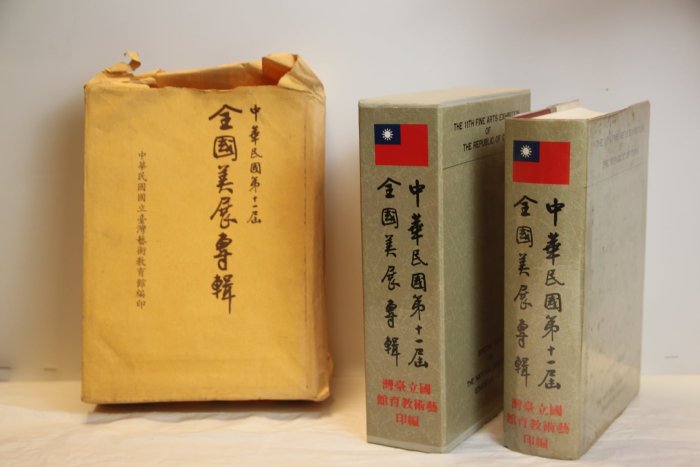 中華民國第十一屆
全國美展專輯
中華民國國立臺灣藝術教育館編印
THE 11TH FINE ARTS EXHIBITION
OF
THE REPUBLIC OF
中華民國第十一屆
全國美展專輯
國立臺灣
藝術教育館
編印
中華民國第十一屆
全國美展專輯
國立臺灣
藝術教育館
編印